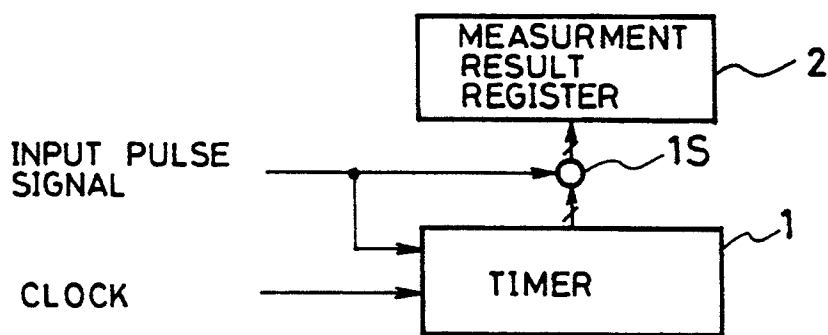 MEASURMENT
RESULT
REGISTER
2
INPUT PULSE
SIGNAL
1S
1
TIMER
CLOCK